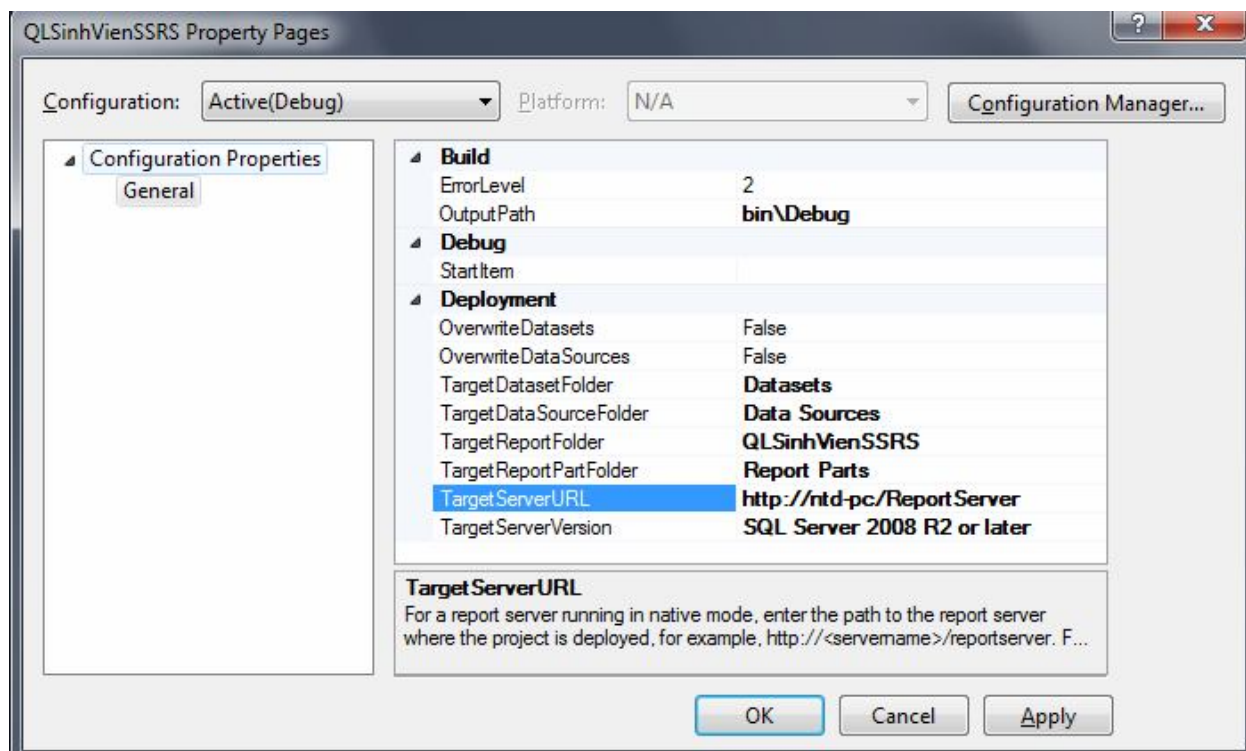 QLSinhVienSSRS Property Pages
Configuration: Active(Debug) Platform: N/A Configuration Manager...
Configuration Properties
General
Build
ErrorLevel 2
OutputPath bin\Debug
Debug
StartItem
Deployment
OverwriteDatasets False
OverwriteDataSources False
TargetDatasetFolder Datasets
TargetDataSourceFolder Data Sources
TargetReportFolder QLSinhVienSSRS
TargetReportPartFolder Report Parts
TargetServerURL http://ntd-pc/ReportServer
TargetServerVersion SQL Server 2008 R2 or later
TargetServerURL
For a report server running in native mode, enter the path to the report server
where the project is deployed, for example, http://<servername>/reportserver. F...
OK Cancel Apply